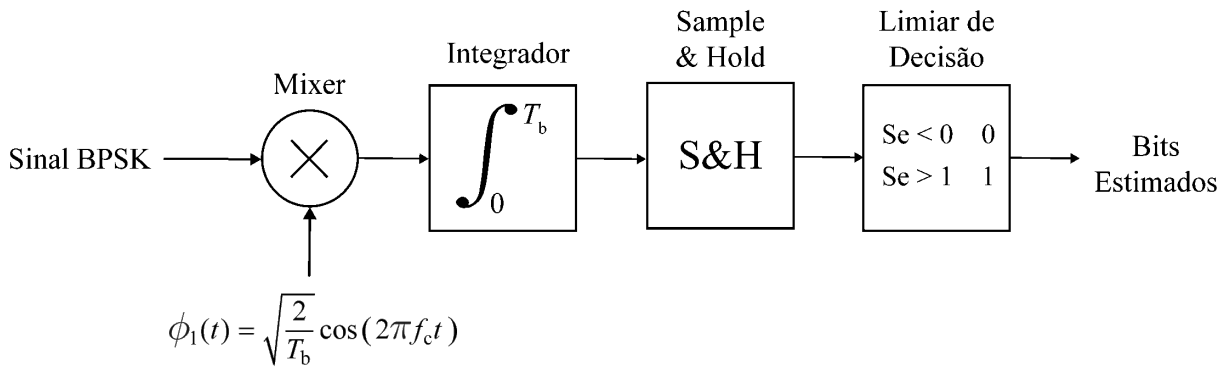 Sinal BPSK
Mixer
Integrador
∫₀^{T_b}
Sample
& Hold
S&H
Limiar de
Decisão
Se < 0 0
Se > 1 1
Bits
Estimados
ϕ₁(t) = √(2/T_b) cos(2πf_c t)